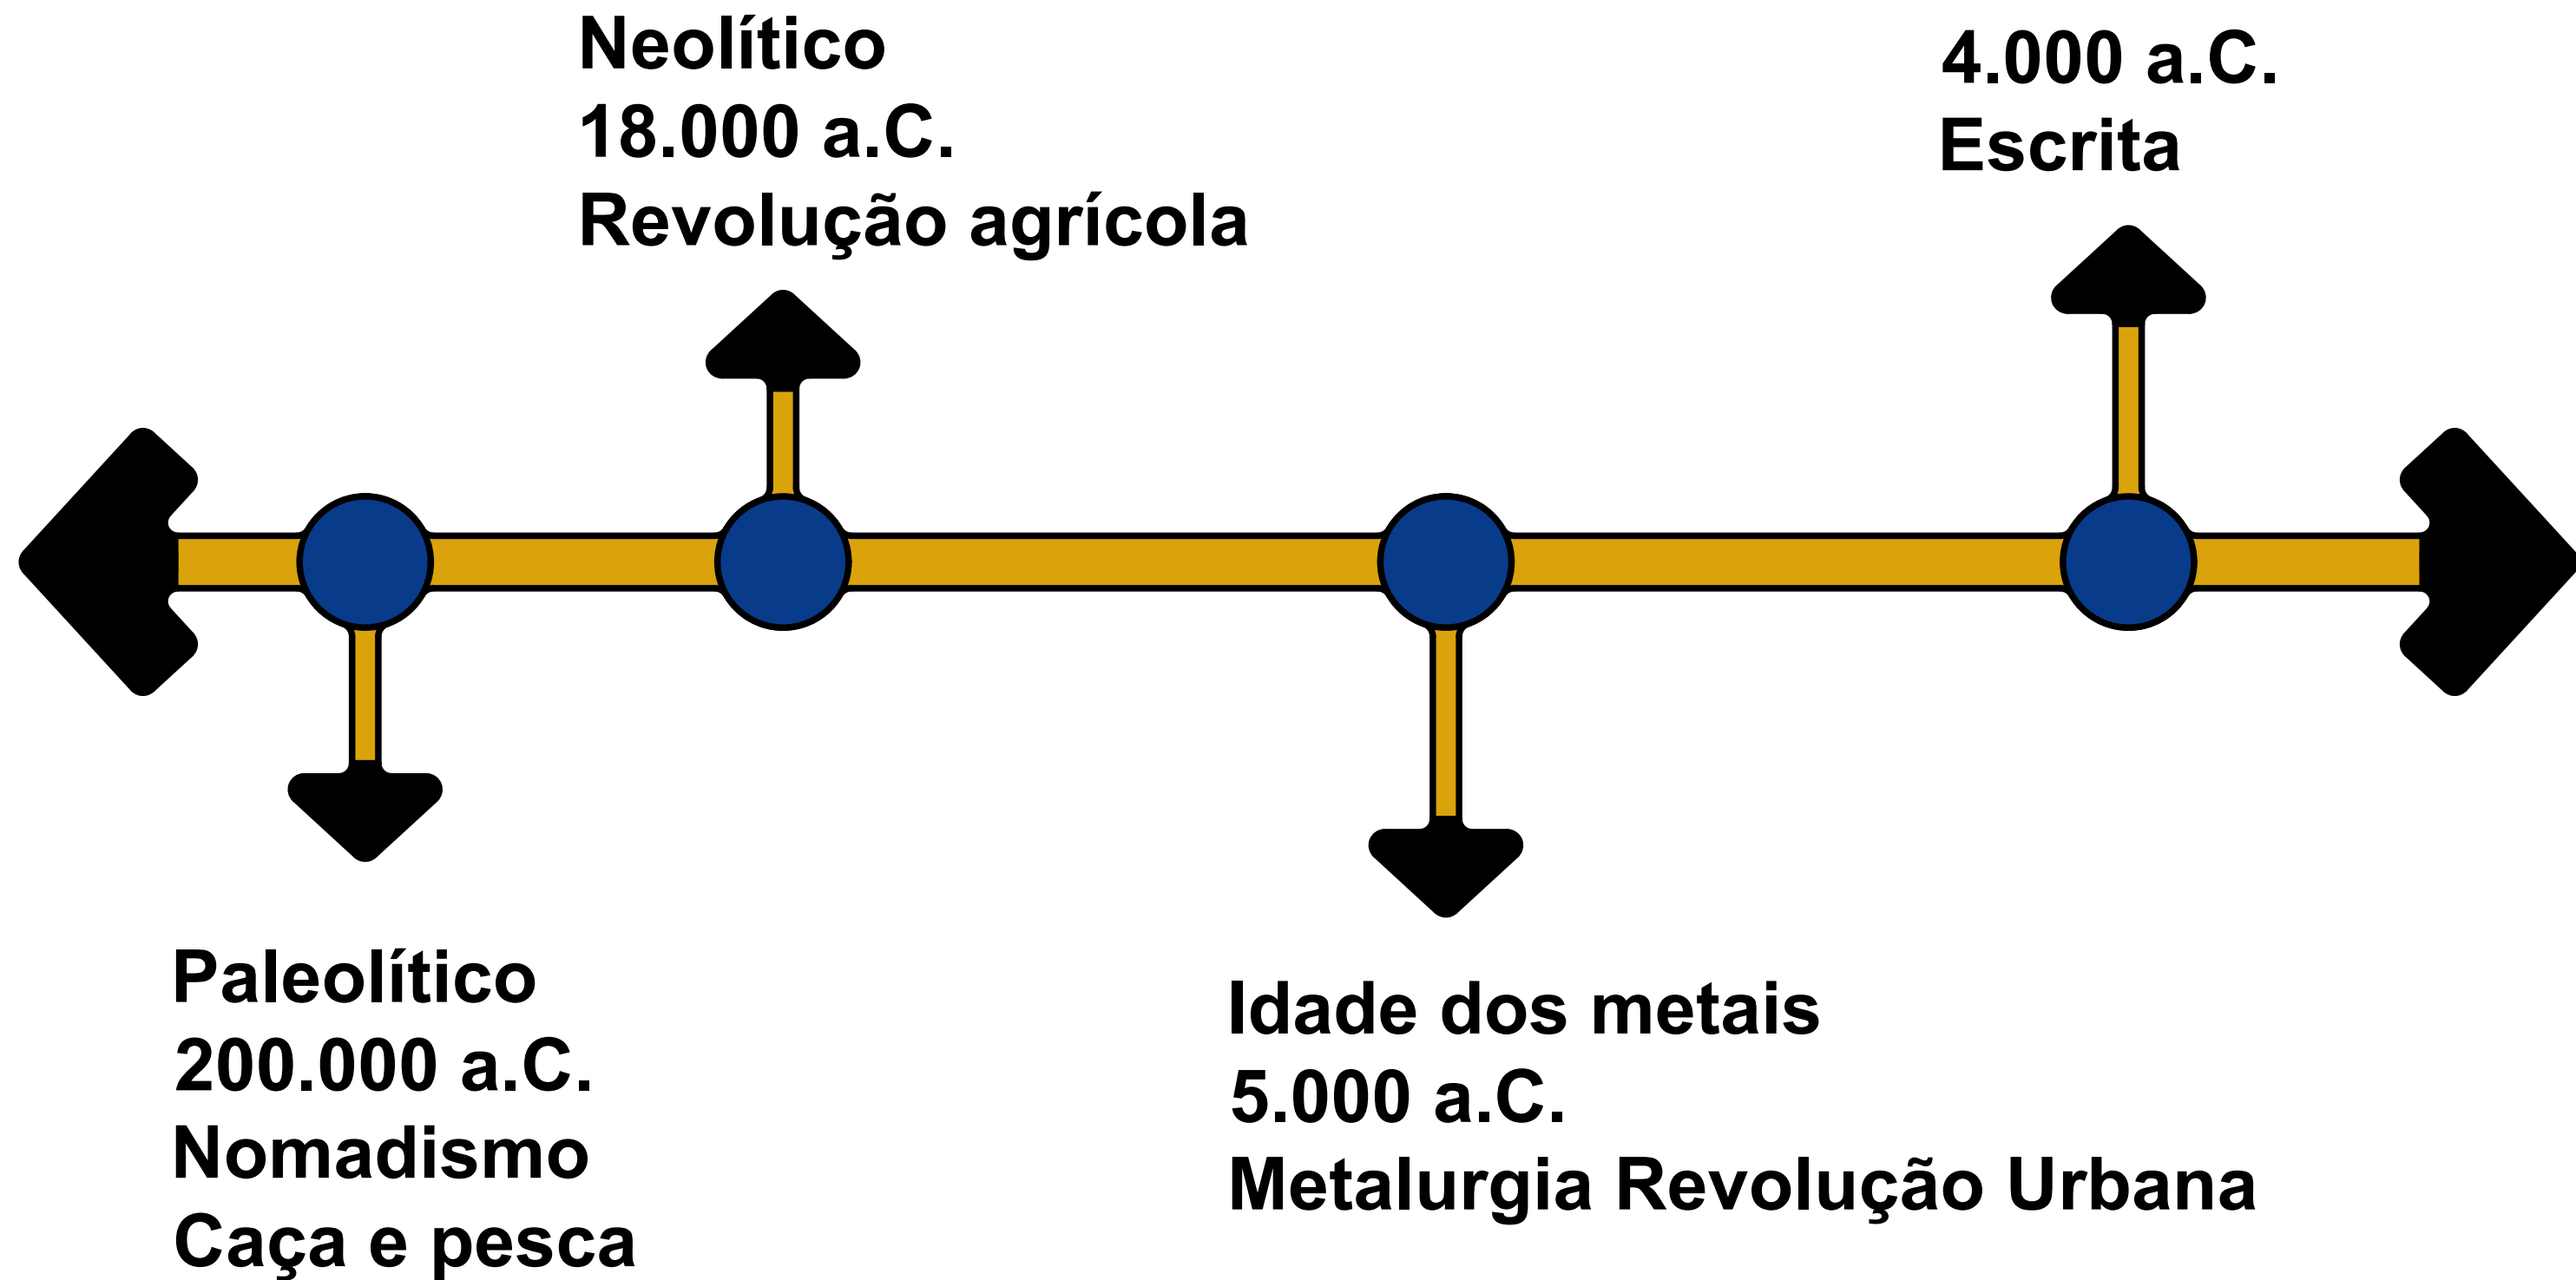 Neolítico
18.000 a.C.
Revolução agrícola
4.000 a.C.
Escrita
Paleolítico
200.000 a.C.
Nomadismo
Caça e pesca
Idade dos metais
5.000 a.C.
Metalurgia Revolução Urbana